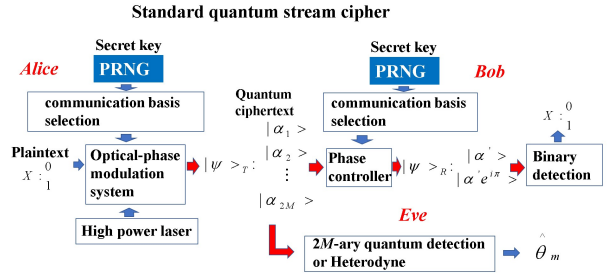 Standard quantum stream cipher
Secret key
PRNG
Alice
communication basis
selection
Plaintext
X : 0 1
Optical-phase
modulation
system
High power laser
|ψ >T :
Quantum
ciphertext
|α1 >
|α2 >
⋮
|α2M >
Secret key
PRNG
Bob
communication basis
selection
Phase
controller
|ψ >R :
|α' >
|α'e^{iπ} >
Binary
detection
X : 0 1
Eve
2M-ary quantum detection
or Heterodyne
θ̂m